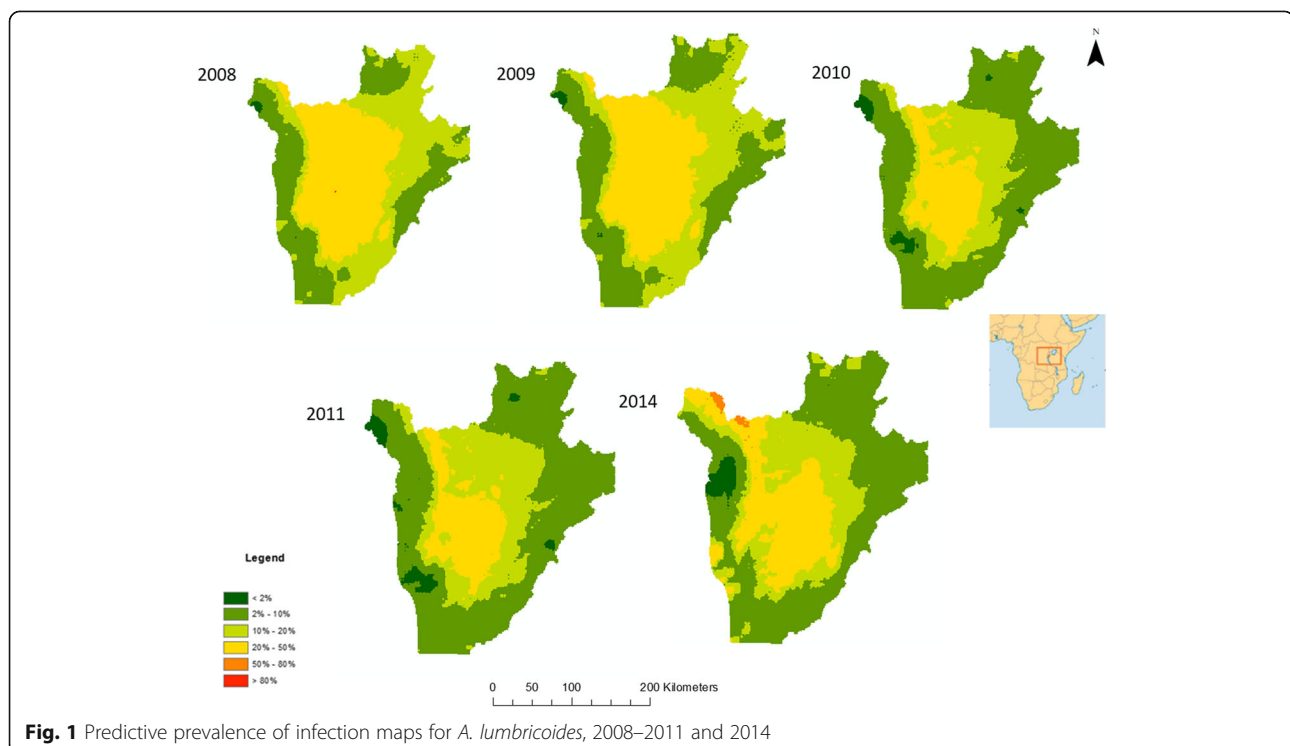 N
2008
2009
2010
2011
2014
Legend
< 2%
2% - 10%
10% - 20%
20% - 50%
50% - 80%
> 80%
0 50 100 200 Kilometers
Fig. 1 Predictive prevalence of infection maps for A. lumbricoides, 2008–2011 and 2014